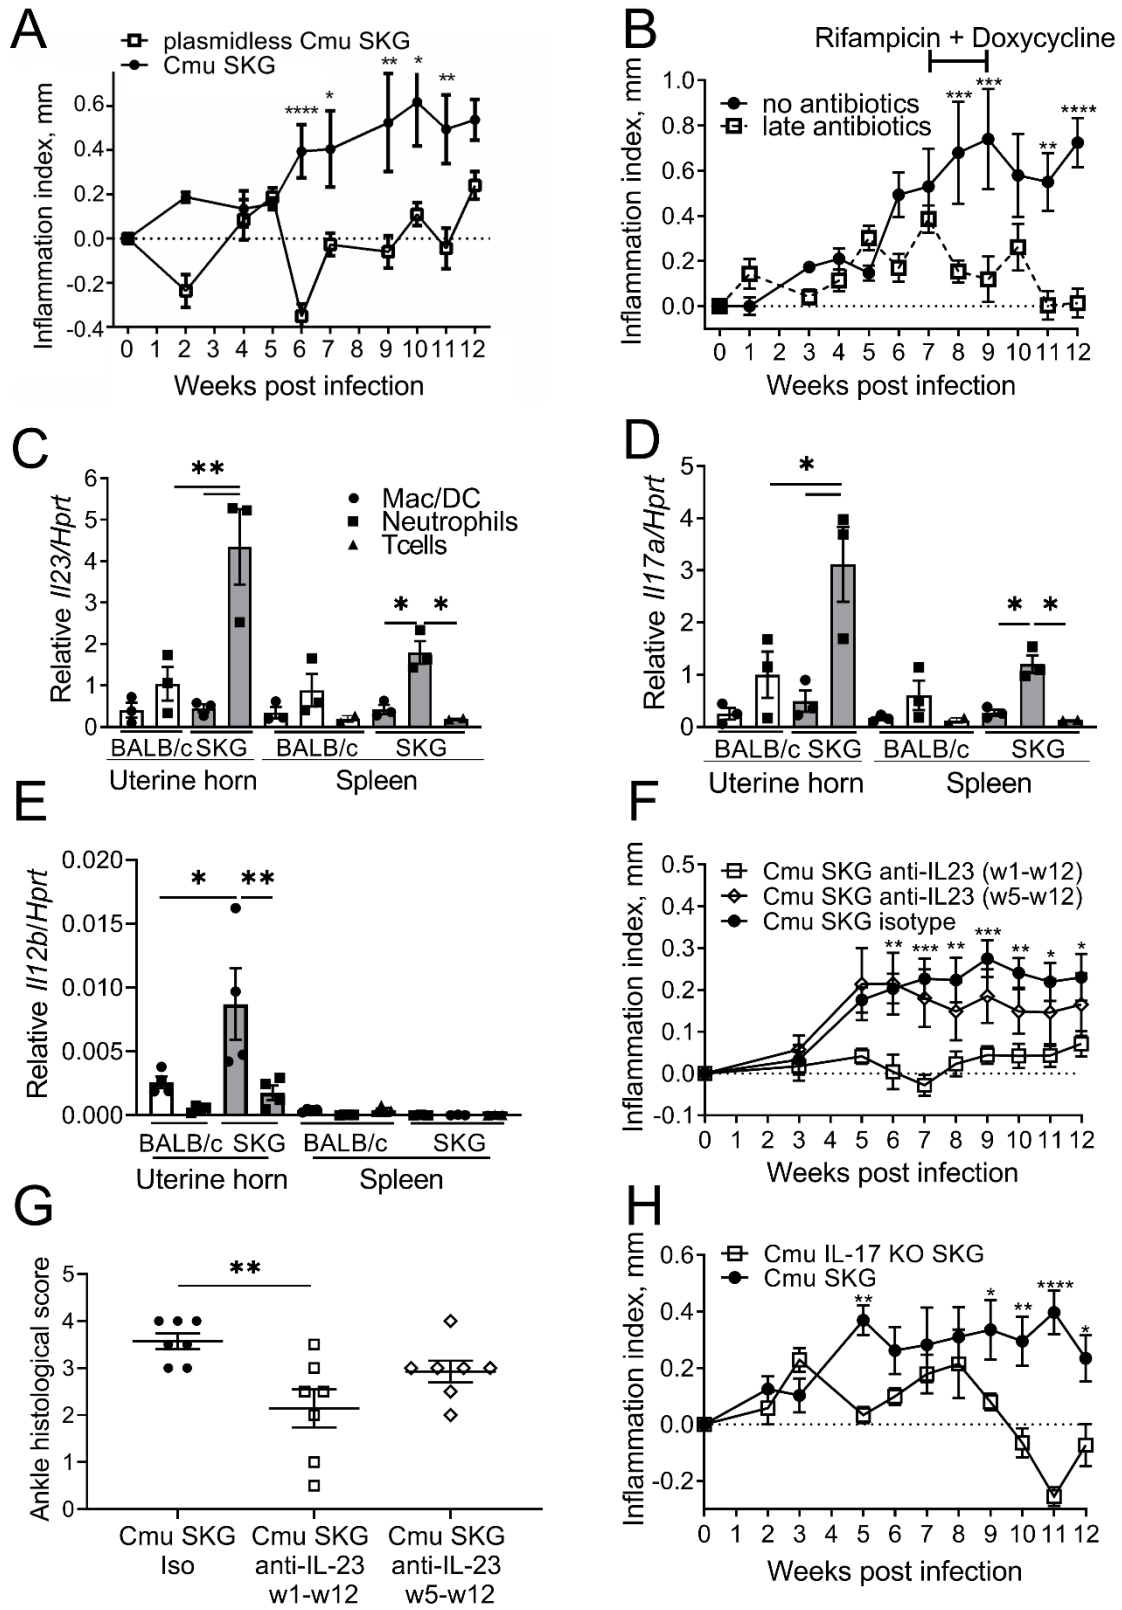 A
plasmidless Cmu SKG
Cmu SKG
Inflammation index, mm
0.6
0.4
0.2
0.0
-0.2
-0.4
**** * ** * **
0 1 2 3 4 5 6 7 8 9 10 11 12
Weeks post infection
B
Rifampicin + Doxycycline
no antibiotics
late antibiotics
Inflammation index, mm
1.0
0.8
0.6
0.4
0.2
0.0
*** *** ** ****
0 1 2 3 4 5 6 7 8 9 10 11 12
Weeks post infection
C
Relative Il23/Hprt
6
5
4
3
2
1
0
**
* *
Mac/DC
Neutrophils
Tcells
BALB/c SKG BALB/c SKG
Uterine horn Spleen
D
Relative Il17a/Hprt
5
4
3
2
1
0
*
* *
BALB/c SKG BALB/c SKG
Uterine horn Spleen
E
Relative Il12b/Hprt
0.020
0.015
0.010
0.005
0.000
* **
BALB/c SKG BALB/c SKG
Uterine horn Spleen
F
Cmu SKG anti-IL23 (w1-w12)
Cmu SKG anti-IL23 (w5-w12)
Cmu SKG isotype
Inflammation index, mm
0.5
0.4
0.3
0.2
0.1
0.0
-0.1
** *** ** *** ** * *
0 1 2 3 4 5 6 7 8 9 10 11 12
Weeks post infection
G
Ankle histological score
5
4
3
2
1
0
**
Cmu SKG Cmu SKG Cmu SKG
Iso anti-IL-23 anti-IL-23
w1-w12 w5-w12
H
Cmu IL-17 KO SKG
Cmu SKG
Inflammation index, mm
0.6
0.4
0.2
0.0
-0.2
** * ** **** *
0 1 2 3 4 5 6 7 8 9 10 11 12
Weeks post infection